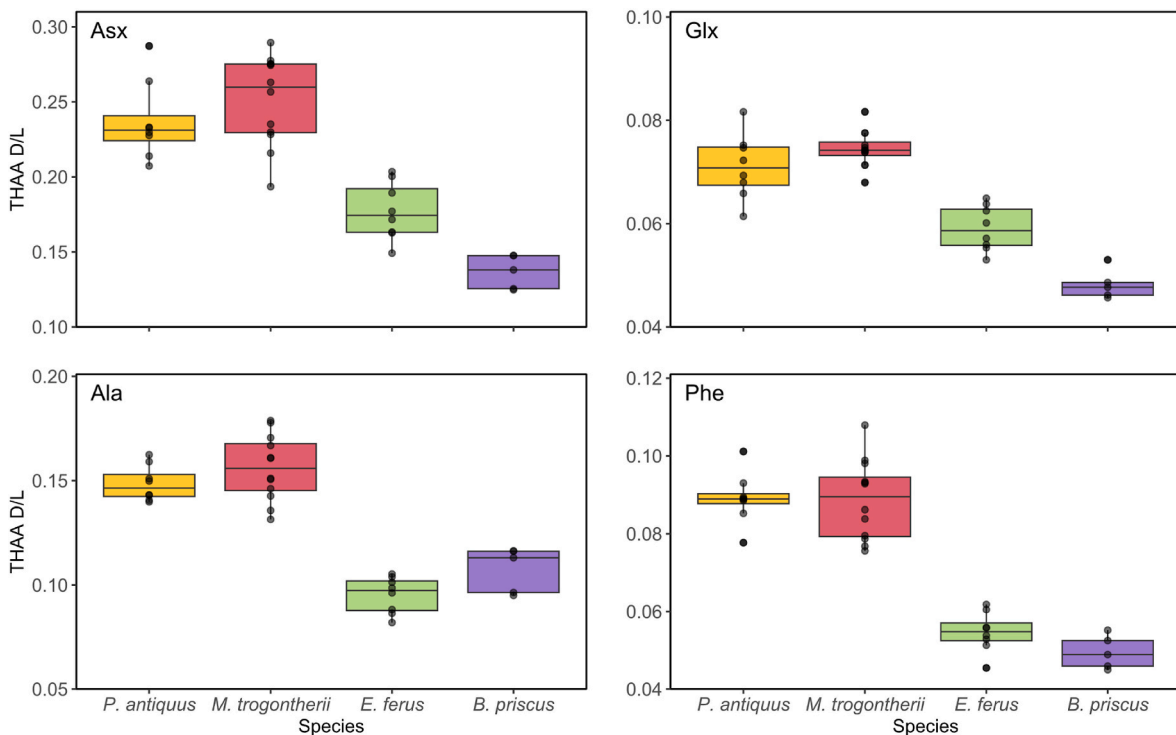 Asx
THAA D/L
0.30
0.25
0.20
0.15
0.10
Glx
0.10
0.08
0.06
0.04
Ala
THAA D/L
0.20
0.15
0.10
0.05
P. antiquus M. trogontherii E. ferus B. priscus
Species
Phe
0.12
0.10
0.08
0.06
0.04
P. antiquus M. trogontherii E. ferus B. priscus
Species